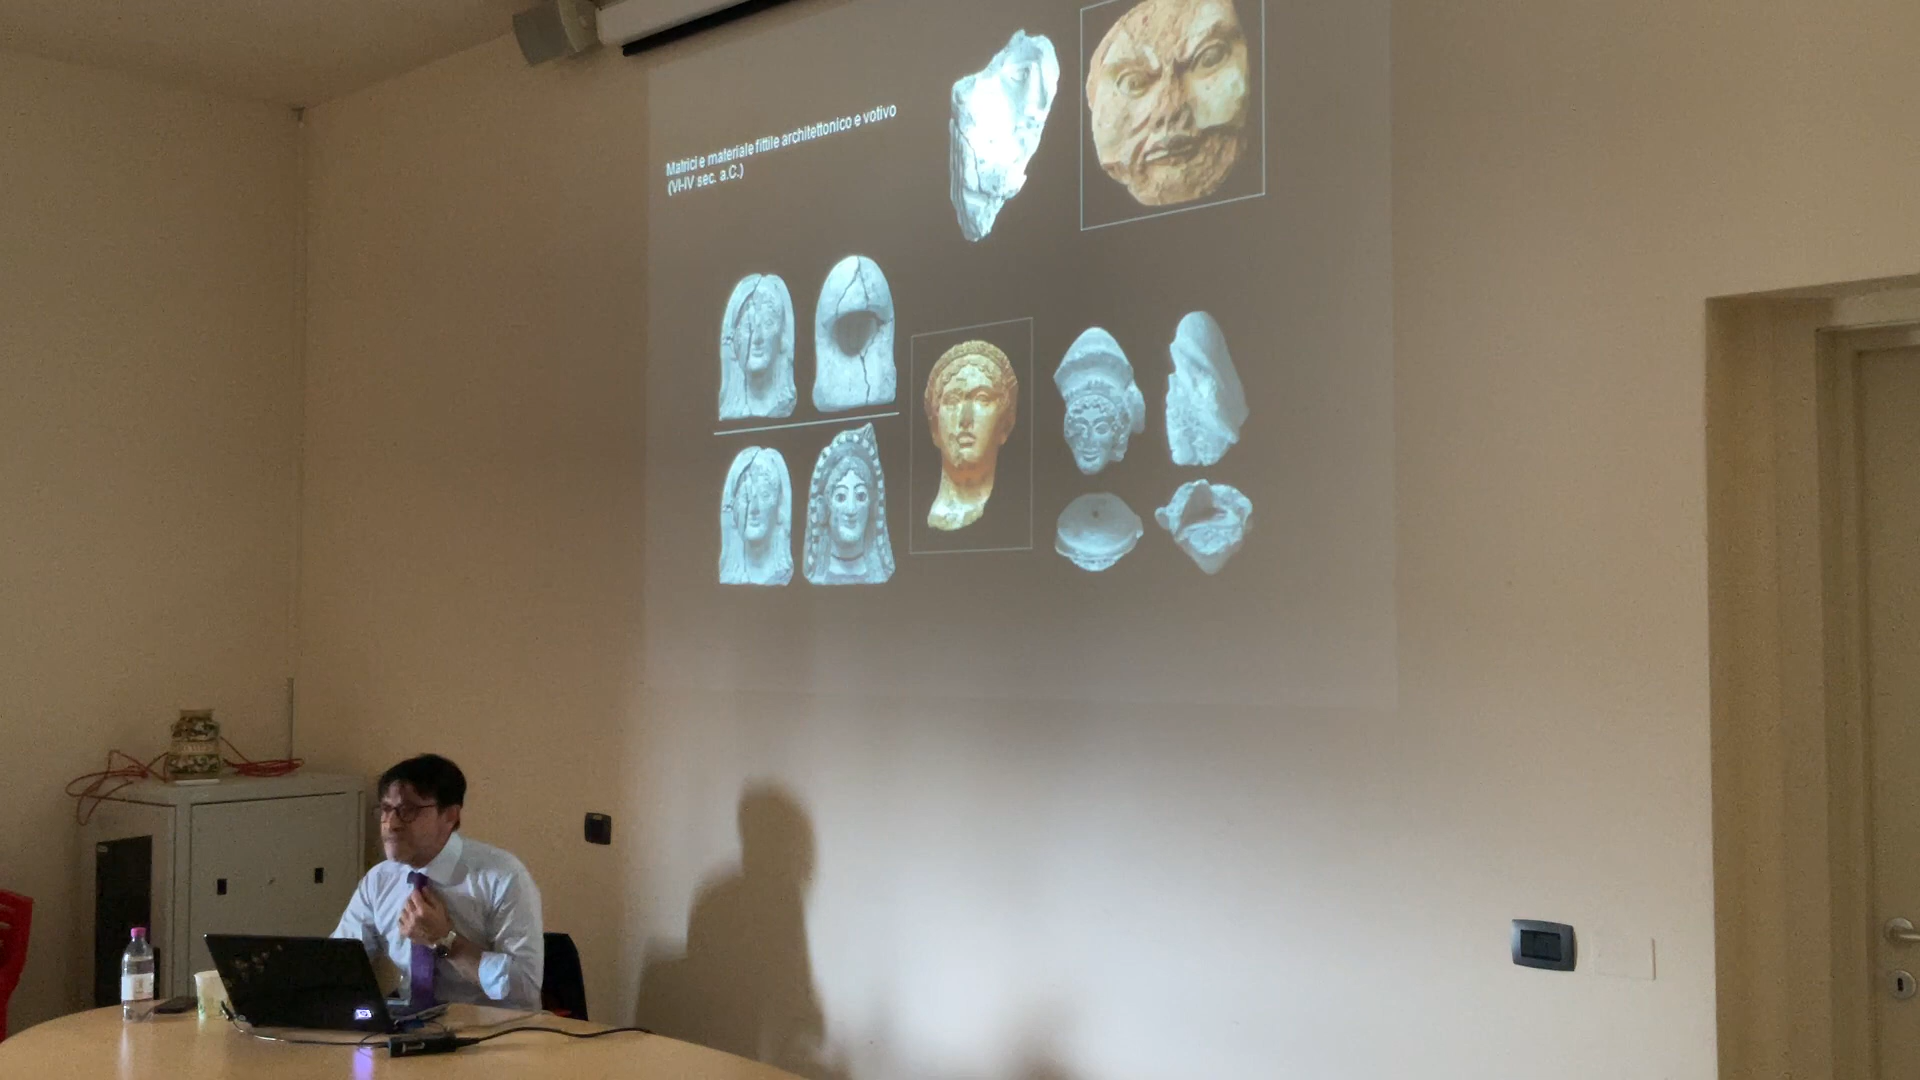 Matrici e materiale fittile architettonico e votivo
(VI-IV sec. a.C.)